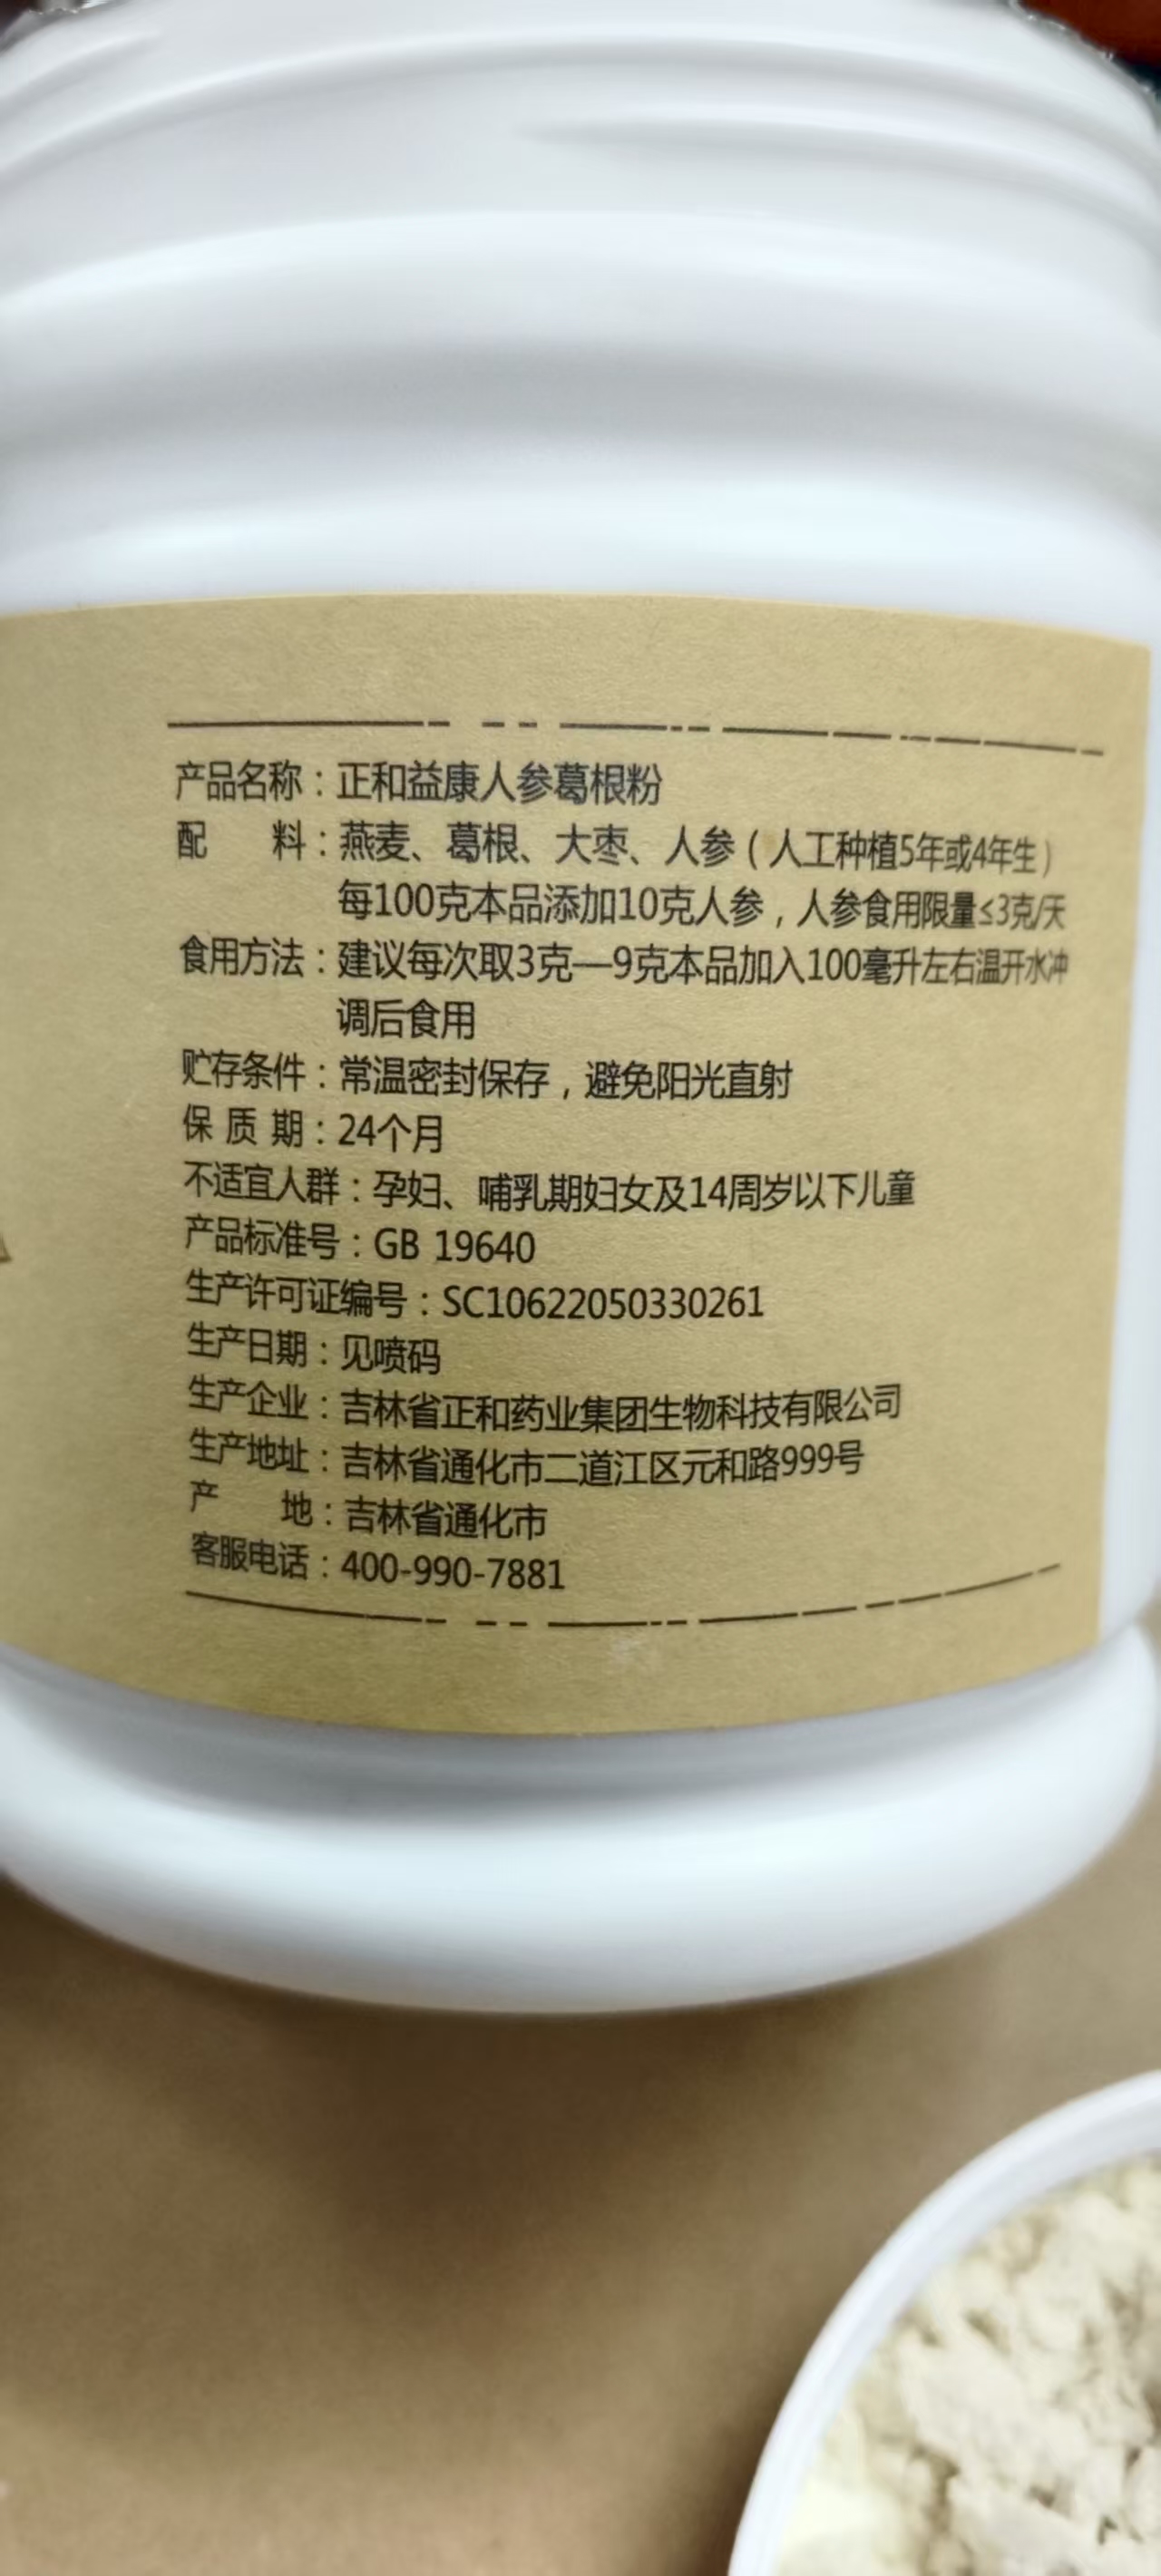 产品名称：正和益康人参葛根粉
配 料：燕麦、葛根、大枣、人参（人工种植5年或4年生）
每100克本品添加10克人参，人参食用限量≤3克/天
食用方法：建议每次取3克—9克本品加入100毫升左右温开水冲
调后食用
贮存条件：常温密封保存，避免阳光直射
保 质 期：24个月
不适宜人群：孕妇、哺乳期妇女及14周岁以下儿童
产品标准号：GB 19640
生产许可证编号：SC10622050330261
生产日期：见喷码
生产企业：吉林省正和药业集团生物科技有限公司
生产地址：吉林省通化市二道江区元和路999号
产 地：吉林省通化市
客服电话：400-990-7881